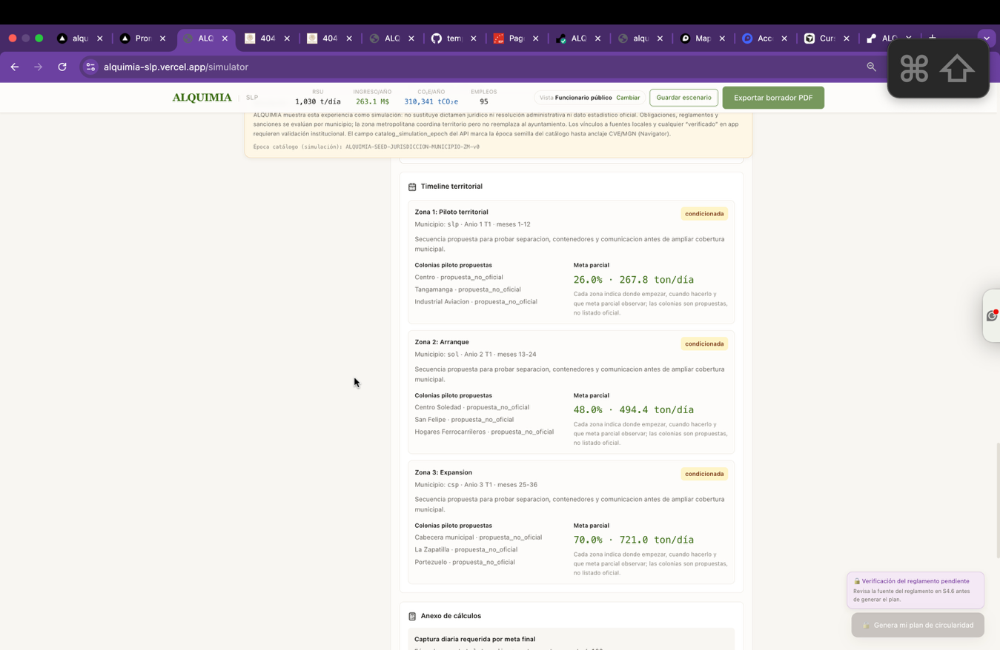 alqu
Pron
ALQ
404
404
ALQ
tem
Pag
ALQ
alqu
Map
Acc
Curs
ALQ
alquimia-slp.vercel.app/simulator
ALQUIMIA
SLP
RSU
1,030 t/día
INGRESO/AÑO
263.1 M$
CO₂E/AÑO
310,341 tCO₂e
EMPLEOS
95
Vista Funcionario público Cambiar
Guardar escenario
Exportar borrador PDF
ALQUIMIA muestra esta experiencia como simulación: no sustituye dictamen jurídico ni resolución administrativa ni dato estadístico oficial. Obligaciones, reglamentos y
sanciones se evalúan por municipio; la zona metropolitana coordina territorio pero no reemplaza al ayuntamiento. Los vínculos a fuentes locales y cualquier "verificado" en app
requieren validación institucional. El campo catalog_simulation_epoch del API marca la época semilla del catálogo hasta anclaje CVE/MGN (Navigator).
Época catálogo (simulación): ALQUIMIA-SEED-JURISDICCION-MUNICIPIO-ZM-v0
Timeline territorial
Zona 1: Piloto territorial
condicionada
Municipio: slp · Anio 1 T1 · meses 1-12
Secuencia propuesta para probar separacion, contenedores y comunicacion antes de ampliar cobertura
municipal.
Colonias piloto propuestas
Centro · propuesta_no_oficial
Tangamanga · propuesta_no_oficial
Industrial Aviacion · propuesta_no_oficial
Meta parcial
26.0% · 267.8 ton/día
Cada zona indica donde empezar, cuando hacerlo y
que meta parcial observar; las colonias son propuestas,
no listado oficial.
Zona 2: Arranque
condicionada
Municipio: sol · Anio 2 T1 · meses 13-24
Secuencia propuesta para probar separacion, contenedores y comunicacion antes de ampliar cobertura
municipal.
Colonias piloto propuestas
Centro Soledad · propuesta_no_oficial
San Felipe · propuesta_no_oficial
Hogares Ferrocarrileros · propuesta_no_oficial
Meta parcial
48.0% · 494.4 ton/día
Cada zona indica donde empezar, cuando hacerlo y
que meta parcial observar; las colonias son propuestas,
no listado oficial.
Zona 3: Expansion
condicionada
Municipio: csp · Anio 3 T1 · meses 25-36
Secuencia propuesta para probar separacion, contenedores y comunicacion antes de ampliar cobertura
municipal.
Colonias piloto propuestas
Cabecera municipal · propuesta_no_oficial
La Zapatilla · propuesta_no_oficial
Portezuelo · propuesta_no_oficial
Meta parcial
70.0% · 721.0 ton/día
Cada zona indica donde empezar, cuando hacerlo y
que meta parcial observar; las colonias son propuestas,
no listado oficial.
Anexo de cálculos
Captura diaria requerida por meta final
Verificación del reglamento pendiente
Revisa la fuente del reglamento en S4.6 antes
de generar el plan.
Genera mi plan de circularidad